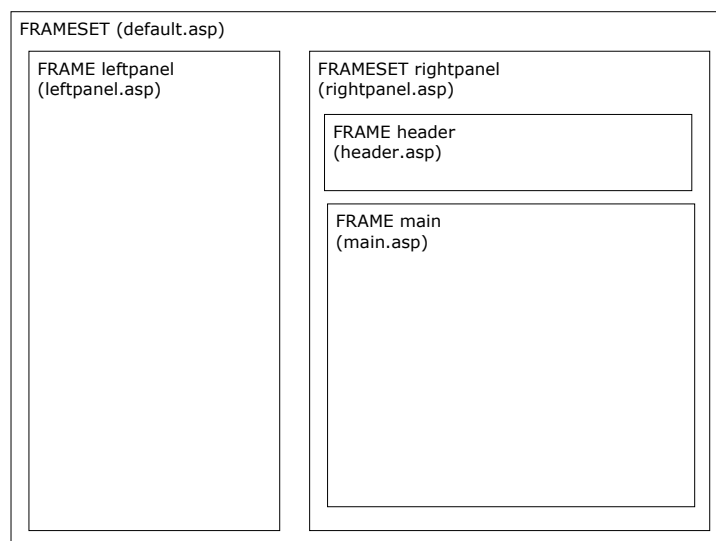 FRAMESET (default.asp)
FRAME leftpanel
(leftpanel.asp)
FRAMESET rightpanel
(rightpanel.asp)
FRAME header
(header.asp)
FRAME main
(main.asp)